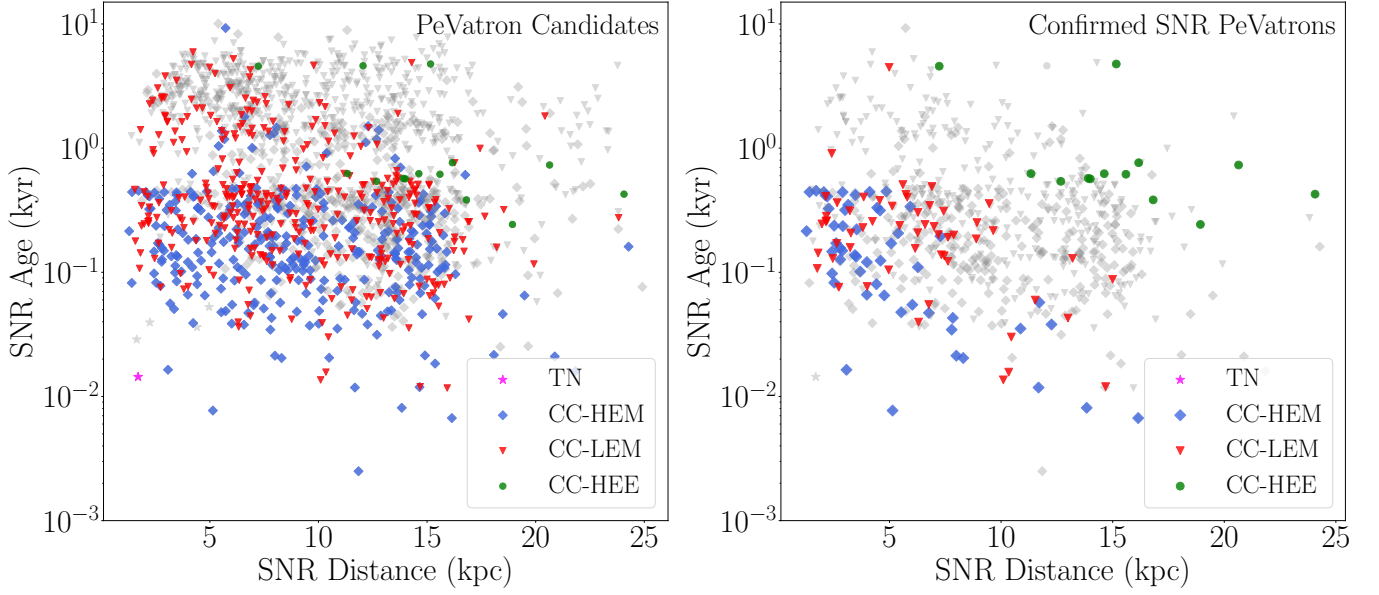 PeVatron Candidates
SNR Age (kyr)
10^1
10^0
10^{-1}
10^{-2}
10^{-3}
TN
CC-HEM
CC-LEM
CC-HEE
5 10 15 20 25
SNR Distance (kpc)
Confirmed SNR PeVatrons
SNR Age (kyr)
10^1
10^0
10^{-1}
10^{-2}
10^{-3}
TN
CC-HEM
CC-LEM
CC-HEE
5 10 15 20 25
SNR Distance (kpc)